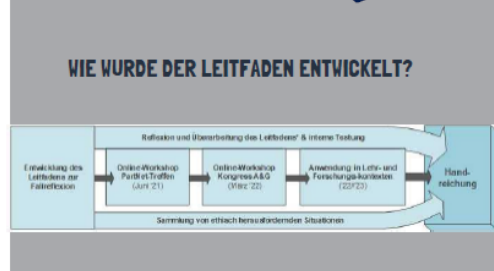 WIE WURDE DER LEITFADEN ENTWICKELT?
Reflexion und Überarbeitung des Leitfadens* & interne Testung
Entwicklung des
Leitfadens zur
Fallreflexion
Online-Workshop
PartNet-Treffen
(Juni '21)
Online-Workshop
Kongress A&G
(März '22)
Anwendung in Lehr- und
Forschungskontexten
(22/'23)
Hand-
reichung
Sammlung von ethisch herausfordernden Situationen